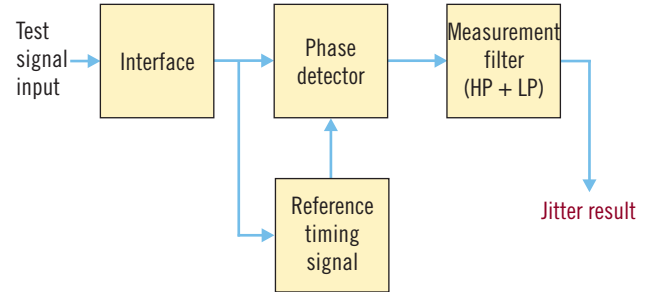 Test
signal
input
Interface
Phase
detector
Measurement
filter
(HP + LP)
Reference
timing
signal
Jitter result